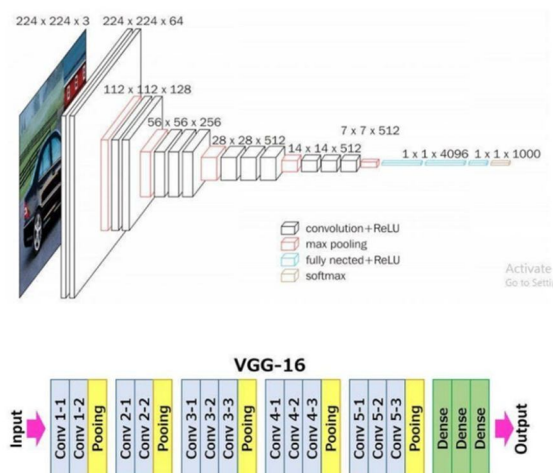 224 x 224 x 3
224 x 224 x 64
112 x 112 x 128
56 x 56 x 256
28 x 28 x 512
14 x 14 x 512
7 x 7 x 512
1 x 1 x 4096
1 x 1 x 1000
convolution+ReLU
max pooling
fully nected+ReLU
softmax
Activate
Go to Setti
VGG-16
Input
Conv 1-1
Conv 1-2
Pooing
Conv 2-1
Conv 2-2
Pooing
Conv 3-1
Conv 3-2
Conv 3-3
Pooing
Conv 4-1
Conv 4-2
Conv 4-3
Pooing
Conv 5-1
Conv 5-2
Conv 5-3
Pooing
Dense
Dense
Dense
Output